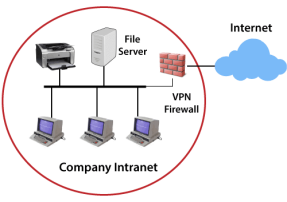 Internet
File
Server
VPN
Firewall
Company Intranet